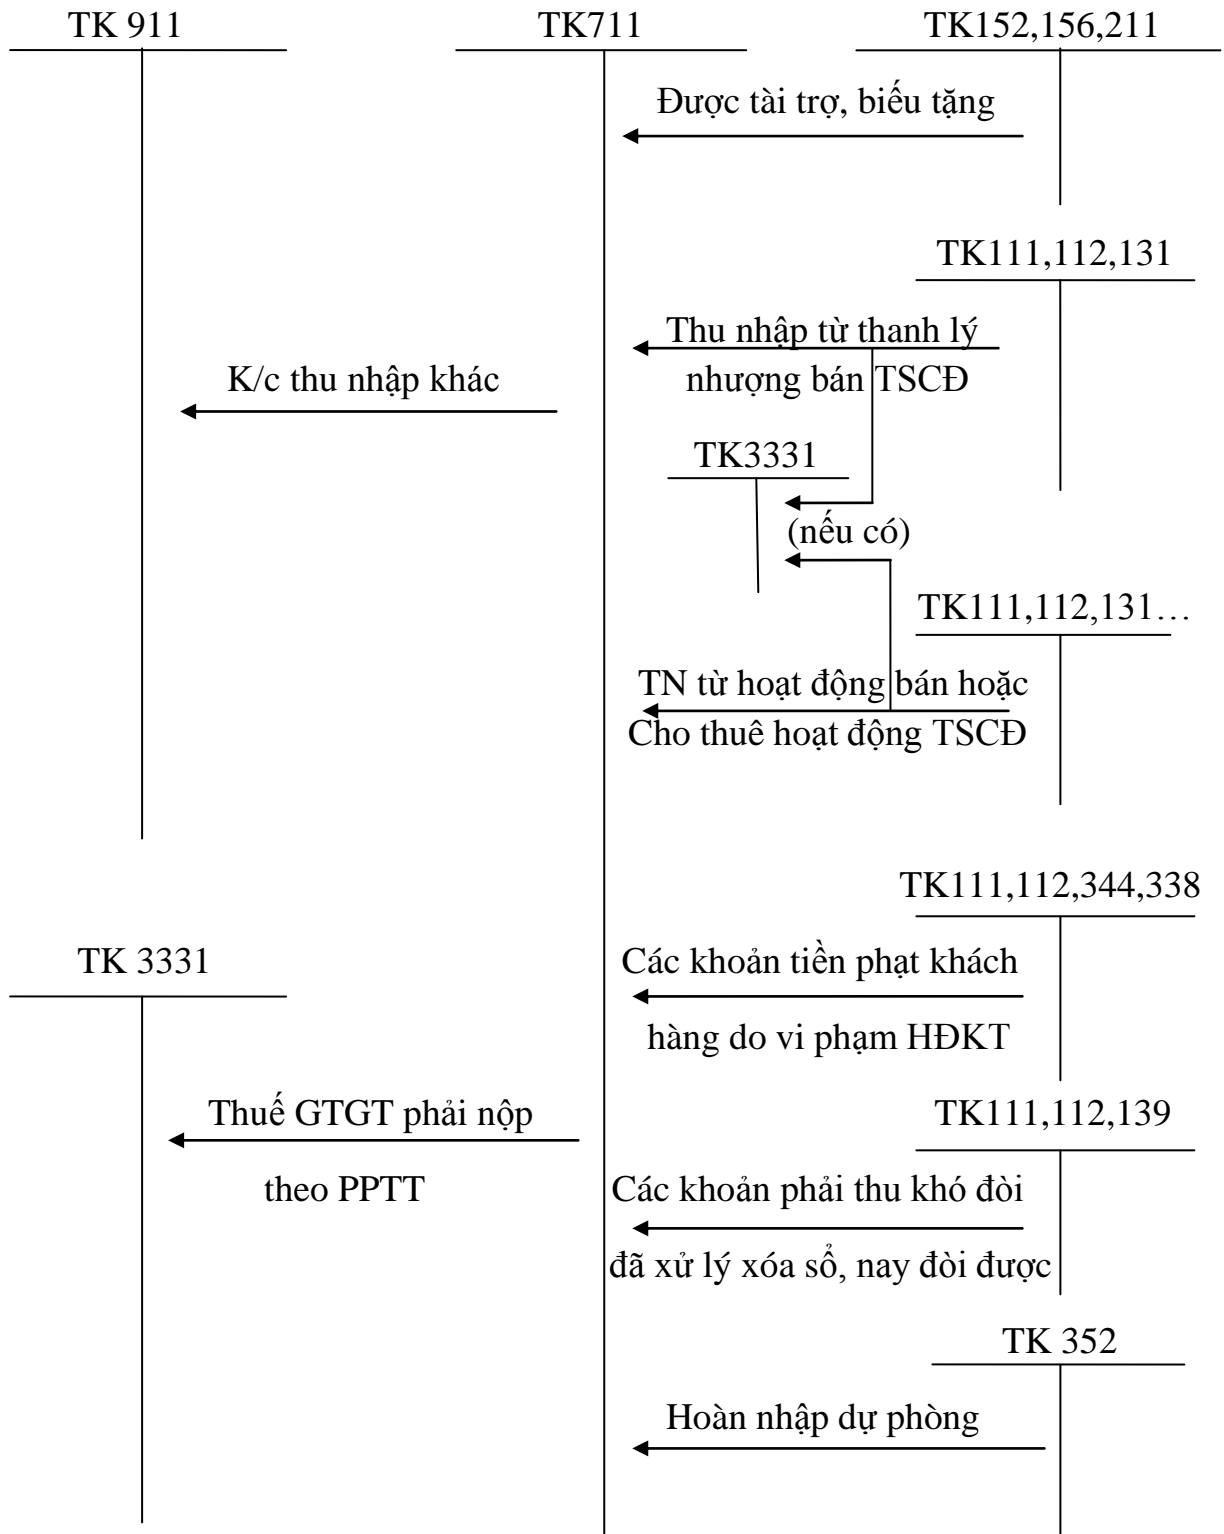 TK 911
TK711
TK152,156,211
Được tài trợ, biếu tặng
TK111,112,131
Thu nhập từ thanh lý
K/c thu nhập khác
nhượng bán TSCĐ
TK3331
(nếu có)
TK111,112,131…
TN từ hoạt động bán hoặc
Cho thuê hoạt động TSCĐ
TK111,112,344,338
TK 3331
Các khoản tiền phạt khách
hàng do vi phạm HĐKT
Thuế GTGT phải nộp
TK111,112,139
theo PPTT
Các khoản phải thu khó đòi
đã xử lý xóa sổ, nay đòi được
TK 352
Hoàn nhập dự phòng